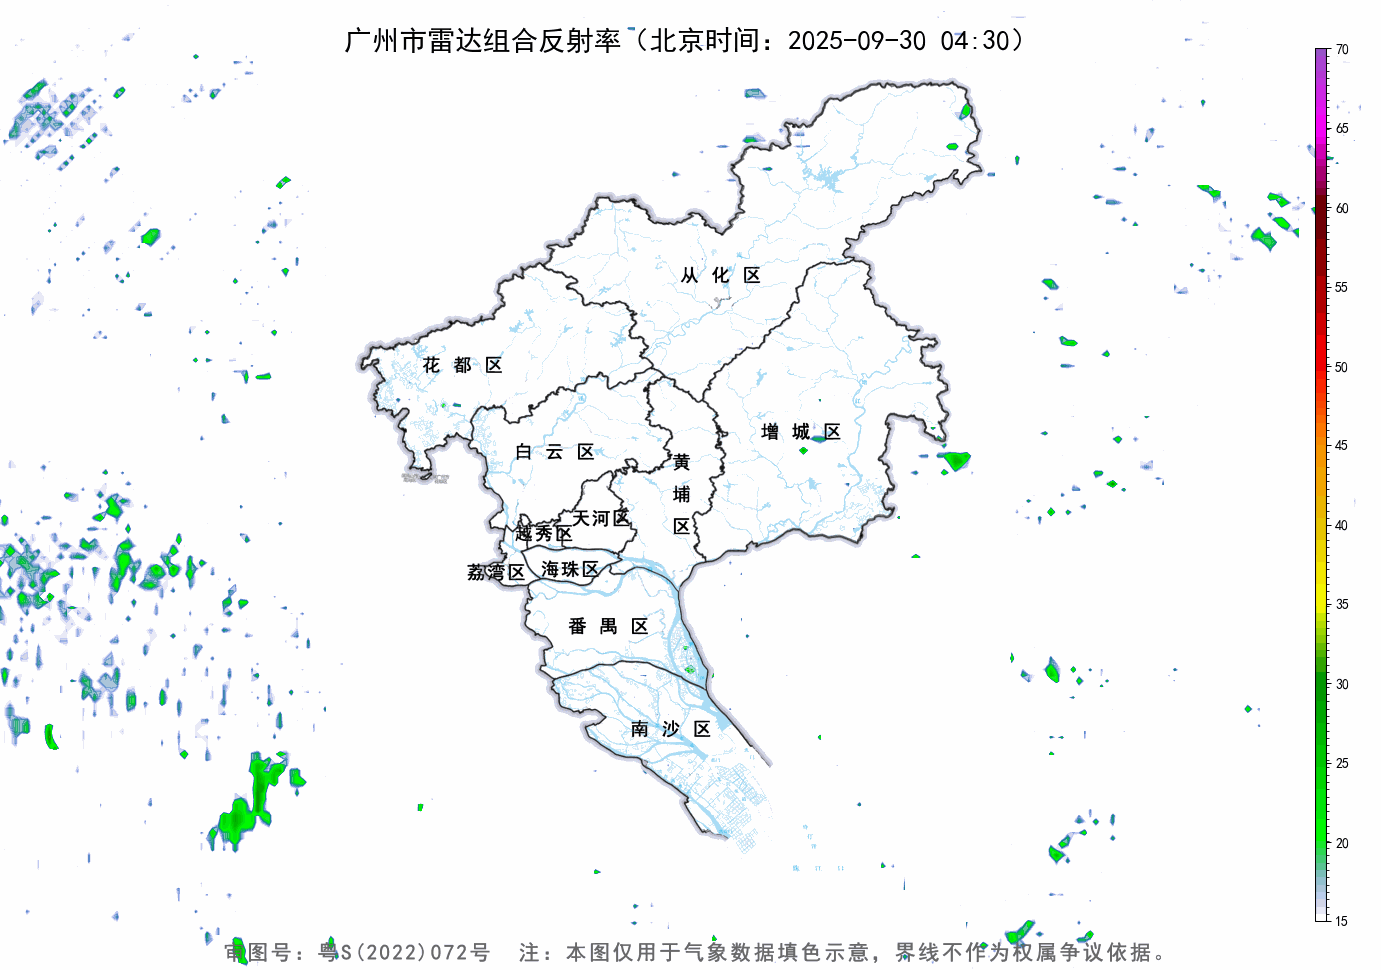 广州市雷达组合反射率（北京时间：2025-09-30 04:30）
70
65
60
55
50
45
40
35
30
25
20
15
从化区
花都区
增城区
白云区
黄埔区
天河区
越秀区
海珠区
荔湾区
番禺区
南沙区
审图号：粤S(2022)072号 注：本图仅用于气象数据填色示意，界线不作为权属争议依据。